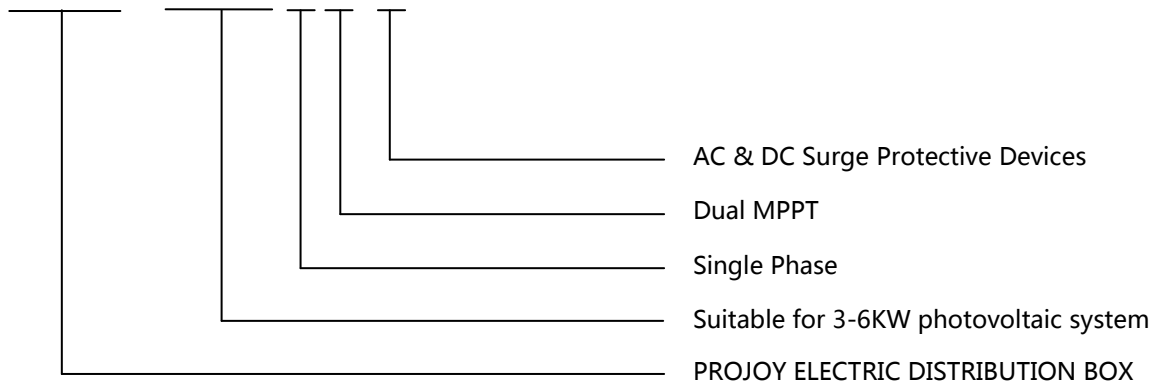 AC & DC Surge Protective Devices
Dual MPPT
Single Phase
Suitable for 3-6KW photovoltaic system
PROJOY ELECTRIC DISTRIBUTION BOX